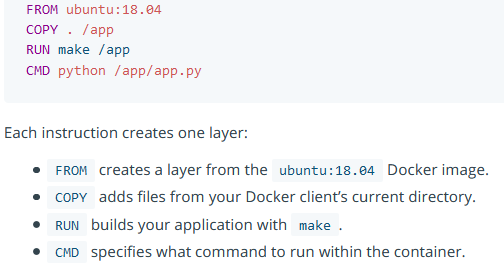 FROM ubuntu:18.04
COPY . /app
RUN make /app
CMD python /app/app.py
Each instruction creates one layer:
• FROM creates a layer from the ubuntu:18.04 Docker image.
• COPY adds files from your Docker client’s current directory.
• RUN builds your application with make .
• CMD specifies what command to run within the container.